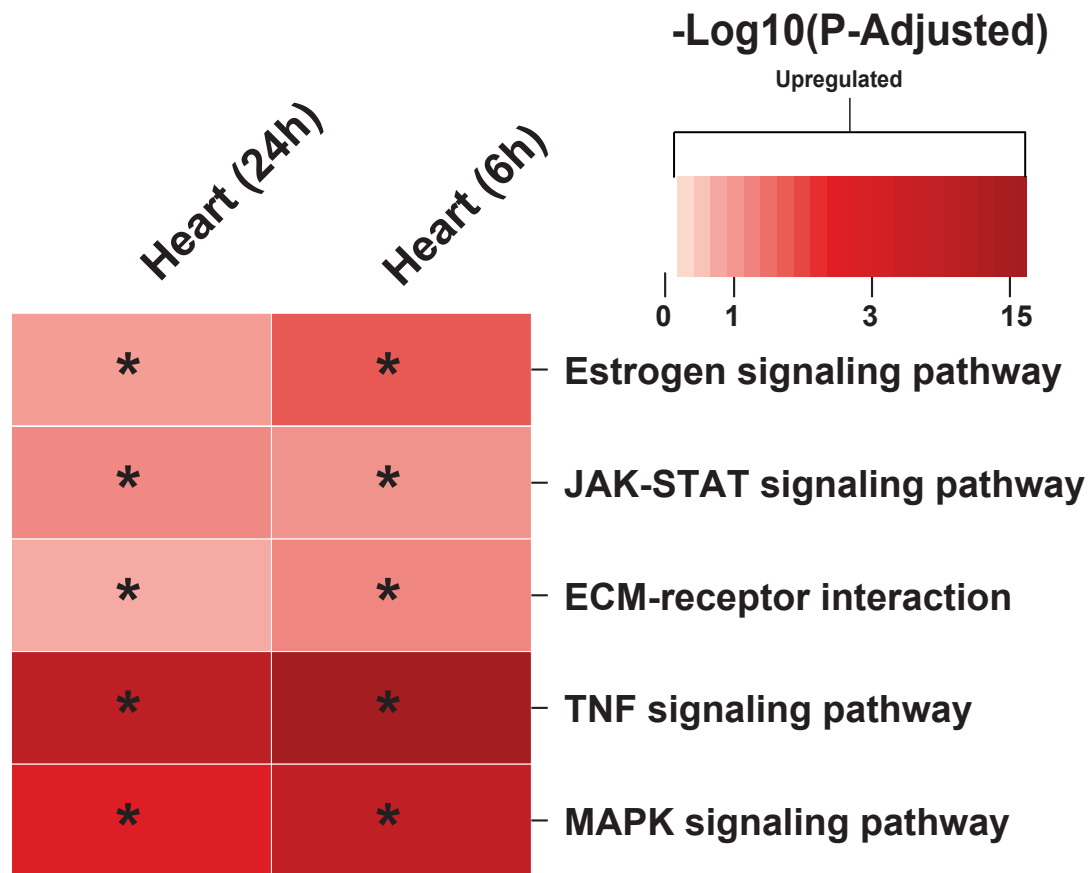 -Log10(P-Adjusted)
Upregulated
0 1 3 15
Heart (24h)
Heart (6h)
* * Estrogen signaling pathway
* * JAK-STAT signaling pathway
* * ECM-receptor interaction
* * TNF signaling pathway
* * MAPK signaling pathway